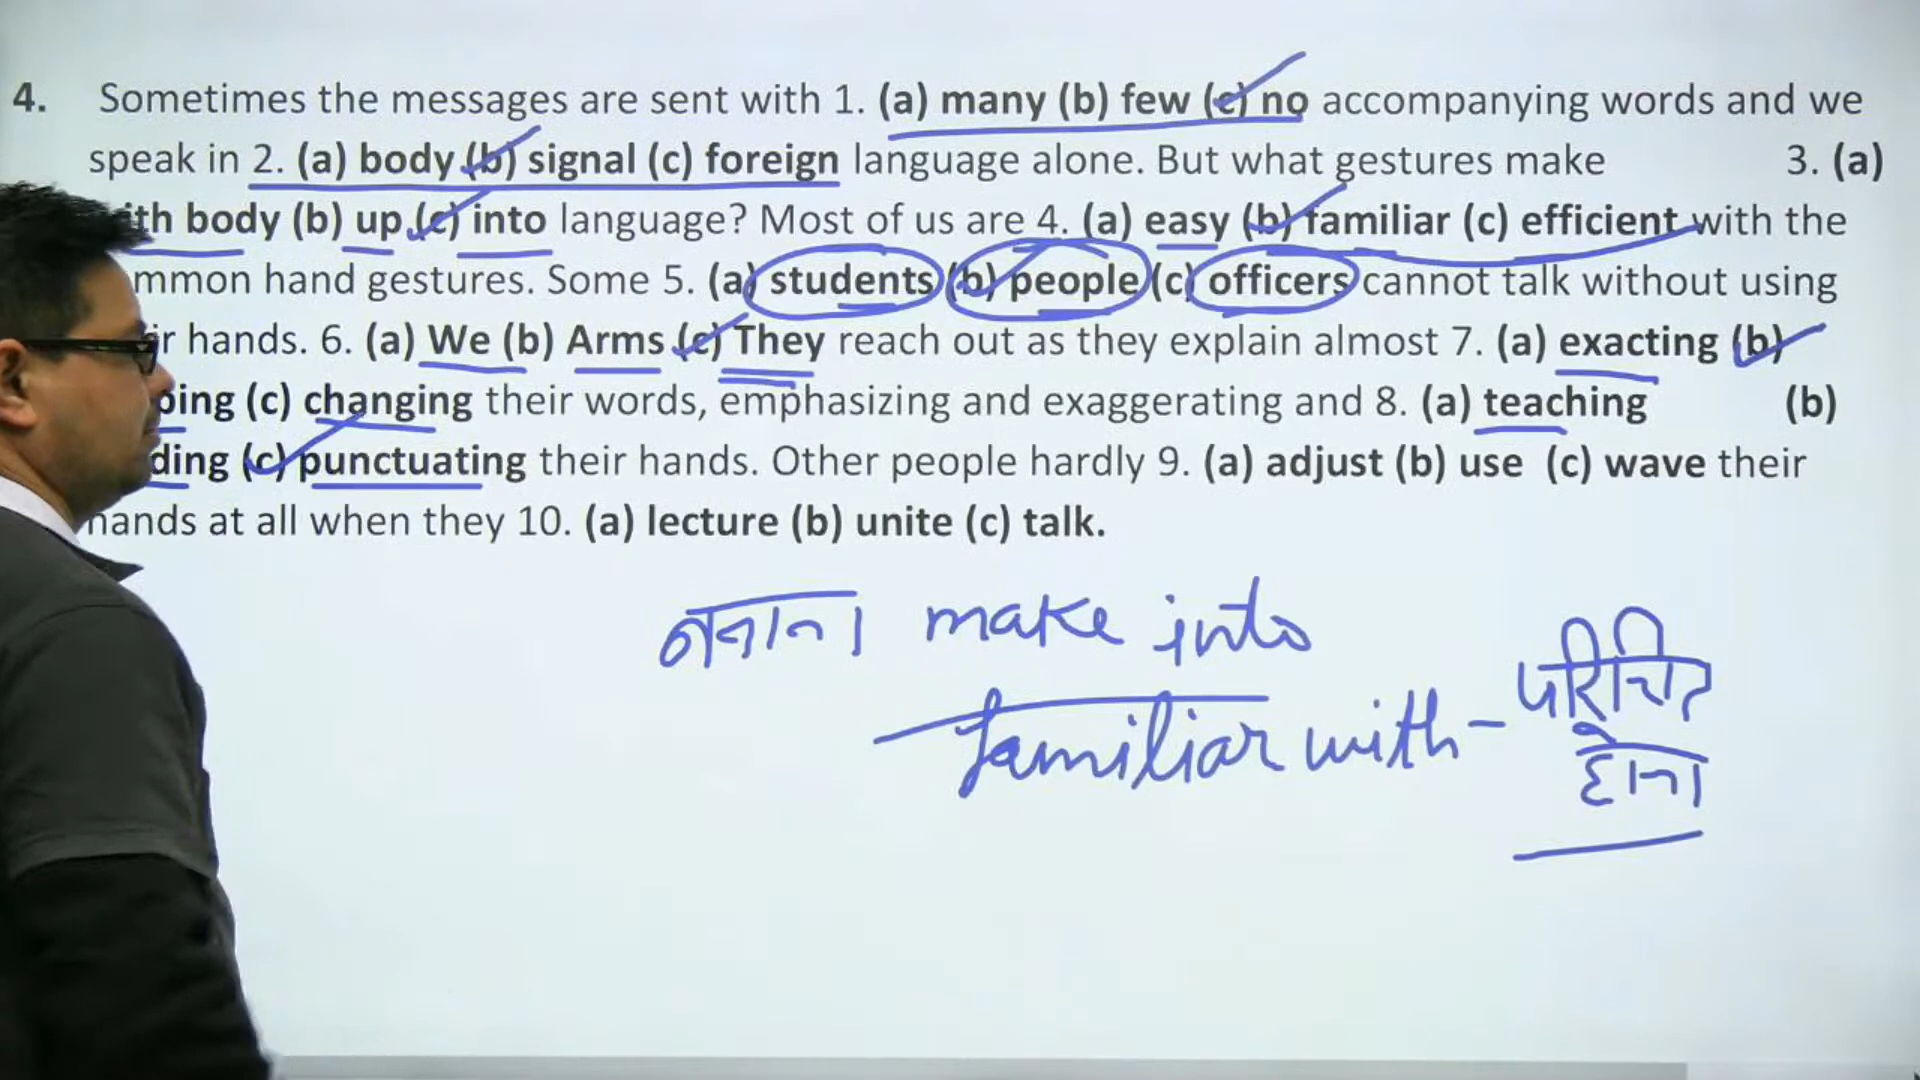 4. Sometimes the messages are sent with 1. (a) many (b) few (c) no accompanying words and we
speak in 2. (a) body (b) signal (c) foreign language alone. But what gestures make 3. (a)
th body (b) up (c) into language? Most of us are 4. (a) easy (b) familiar (c) efficient with the
mmon hand gestures. Some 5. (a) students (b) people (c) officers cannot talk without using
ir hands. 6. (a) We (b) Arms (c) They reach out as they explain almost 7. (a) exacting (b)
ping (c) changing their words, emphasizing and exaggerating and 8. (a) teaching (b)
ding (c) punctuating their hands. Other people hardly 9. (a) adjust (b) use (c) wave their
hands at all when they 10. (a) lecture (b) unite (c) talk.
बनाना make into
familiar with - परिचित
होना